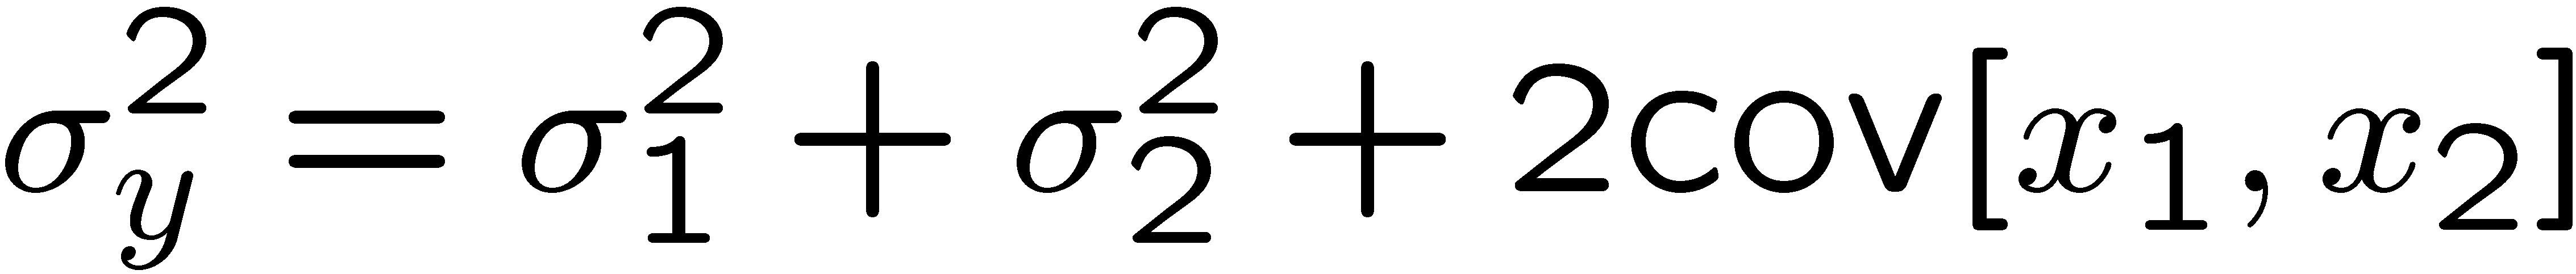 σ_y^2 = σ_1^2 + σ_2^2 + 2cov[x_1, x_2]